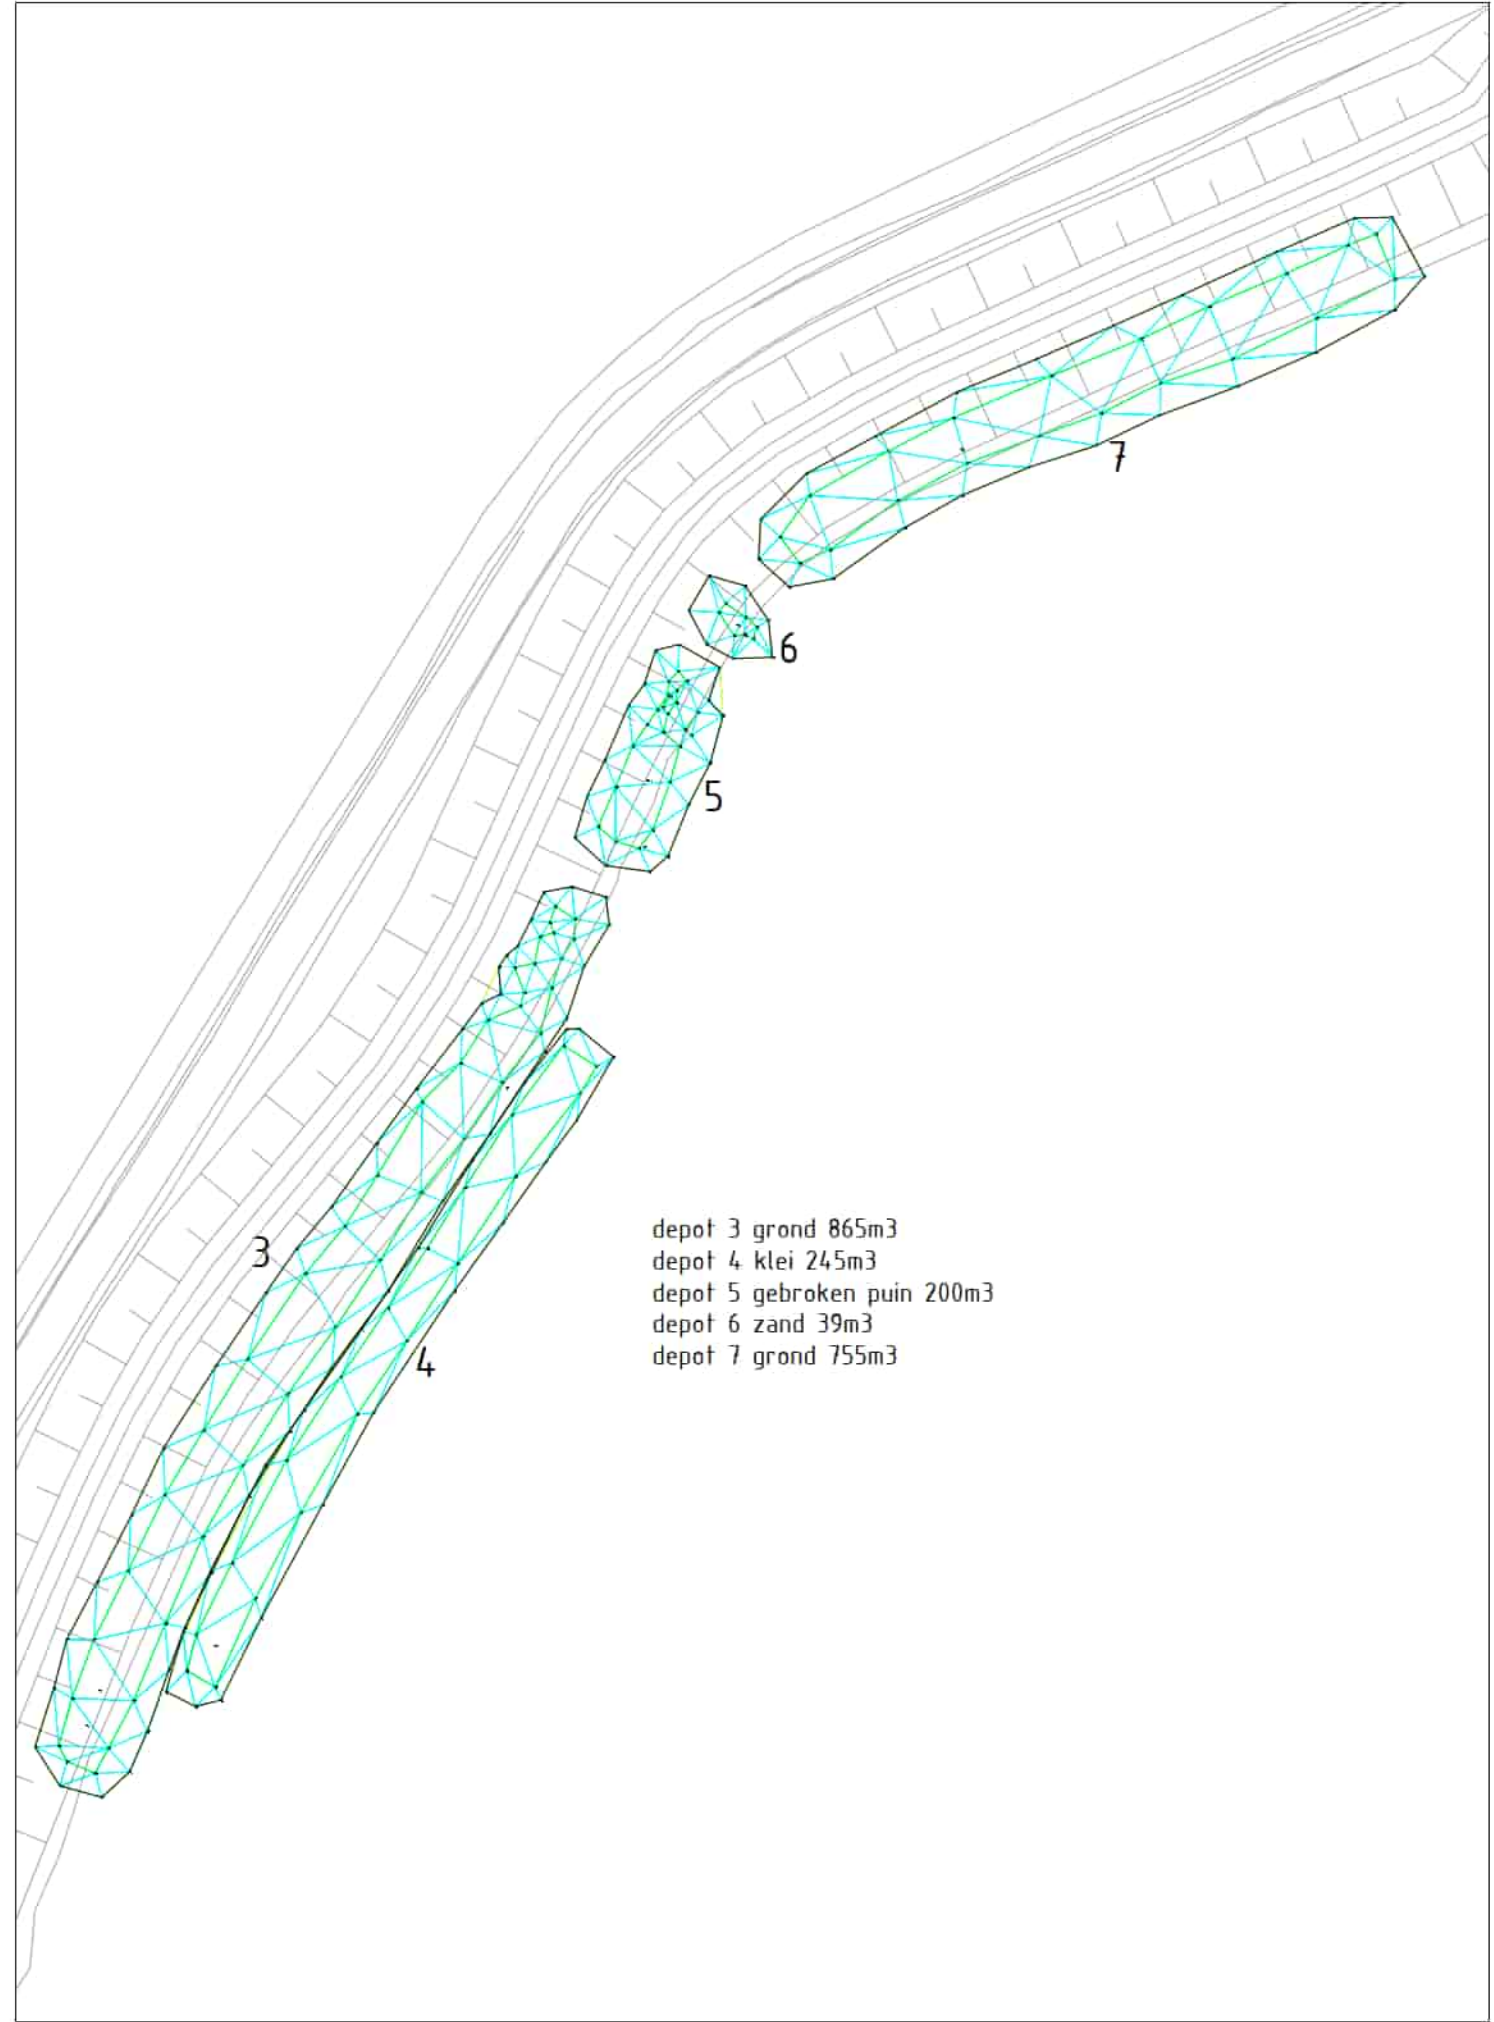 7
6
5
3
4
depot 3 grond 865m3
depot 4 klei 245m3
depot 5 gebroken puin 200m3
depot 6 zand 39m3
depot 7 grond 755m3